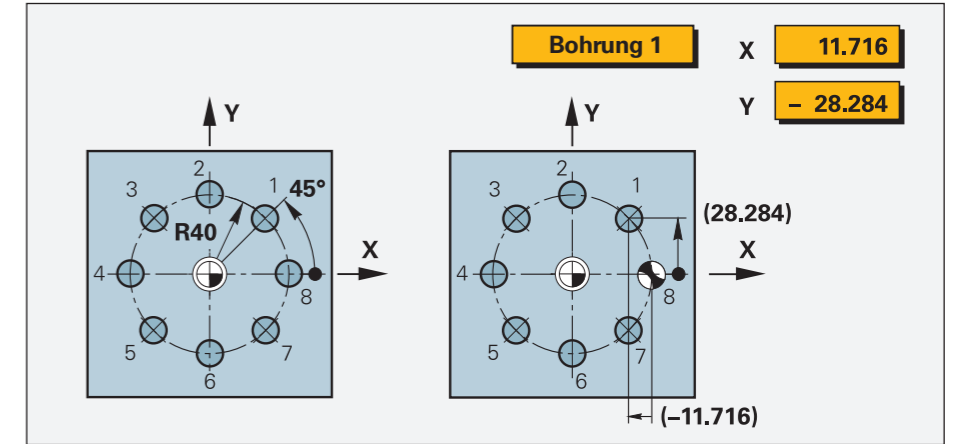 Bohrung 1 X 11.716
Y – 28.284
Y
3 2 1 45°
R40
X
4 8
5 7
6
Y
3 2 1
(28.284)
X
4 8
5 7
6
(–11.716)